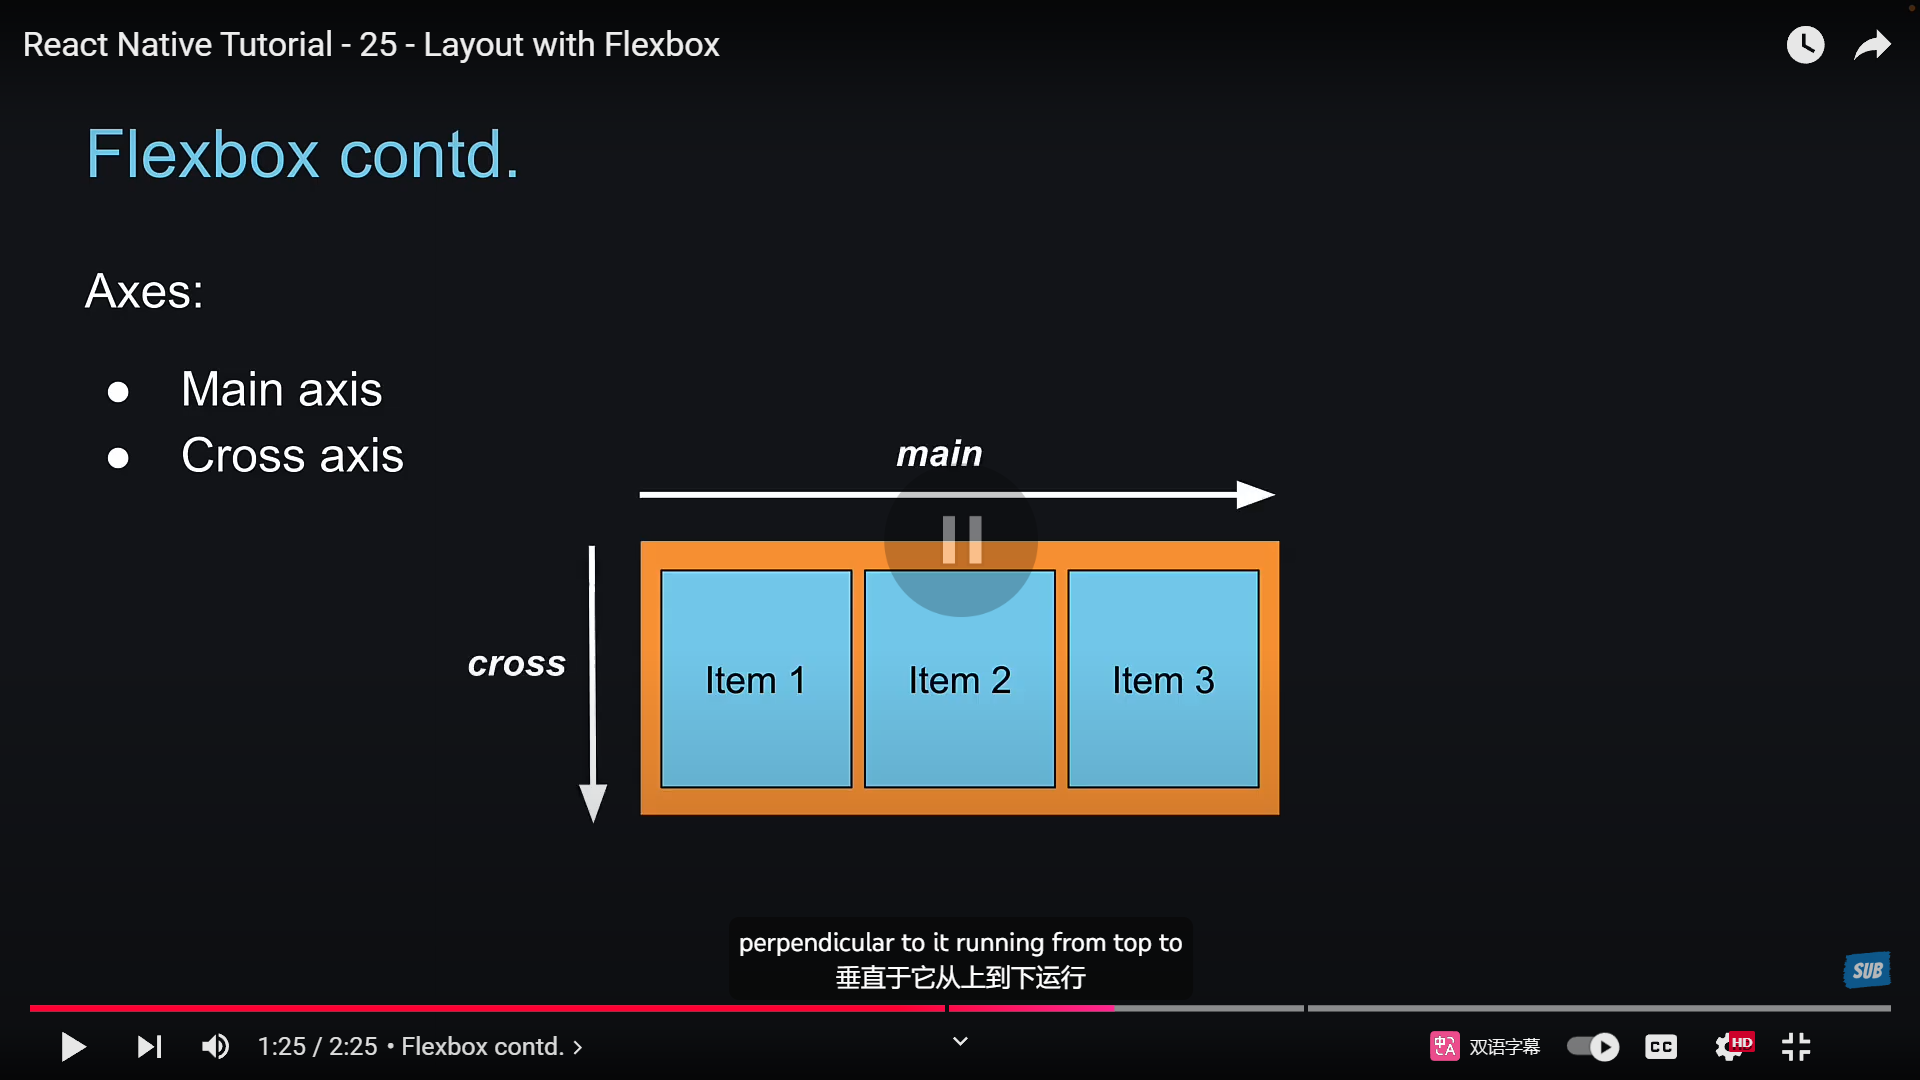 React Native Tutorial - 25 - Layout with Flexbox
Flexbox contd.
Axes:
● Main axis
● Cross axis
main
cross
Item 1
Item 2
Item 3
perpendicular to it running from top to
垂直于它从上到下运行
SUB
1:25 / 2:25 • Flexbox contd. >
中
A
双语字幕
CC
HD